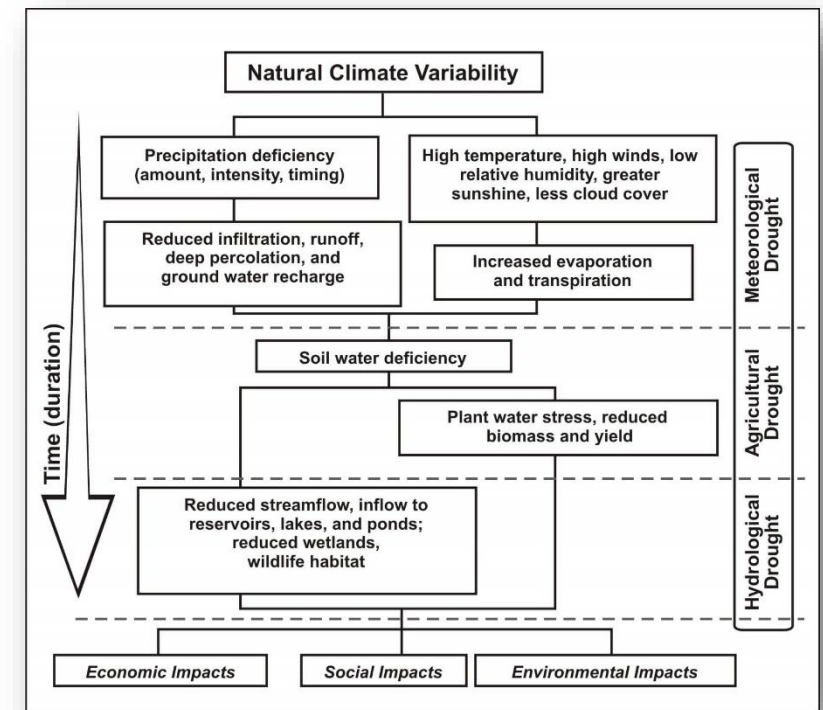 Natural Climate Variability
Precipitation deficiency
(amount, intensity, timing)
High temperature, high winds, low
relative humidity, greater
sunshine, less cloud cover
Reduced infiltration, runoff,
deep percolation, and
ground water recharge
Increased evaporation
and transpiration
Meteorological
Drought
Time (duration)
Soil water deficiency
Plant water stress, reduced
biomass and yield
Agricultural
Drought
Reduced streamflow, inflow to
reservoirs, lakes, and ponds;
reduced wetlands,
wildlife habitat
Hydrological
Drought
Economic Impacts
Social Impacts
Environmental Impacts